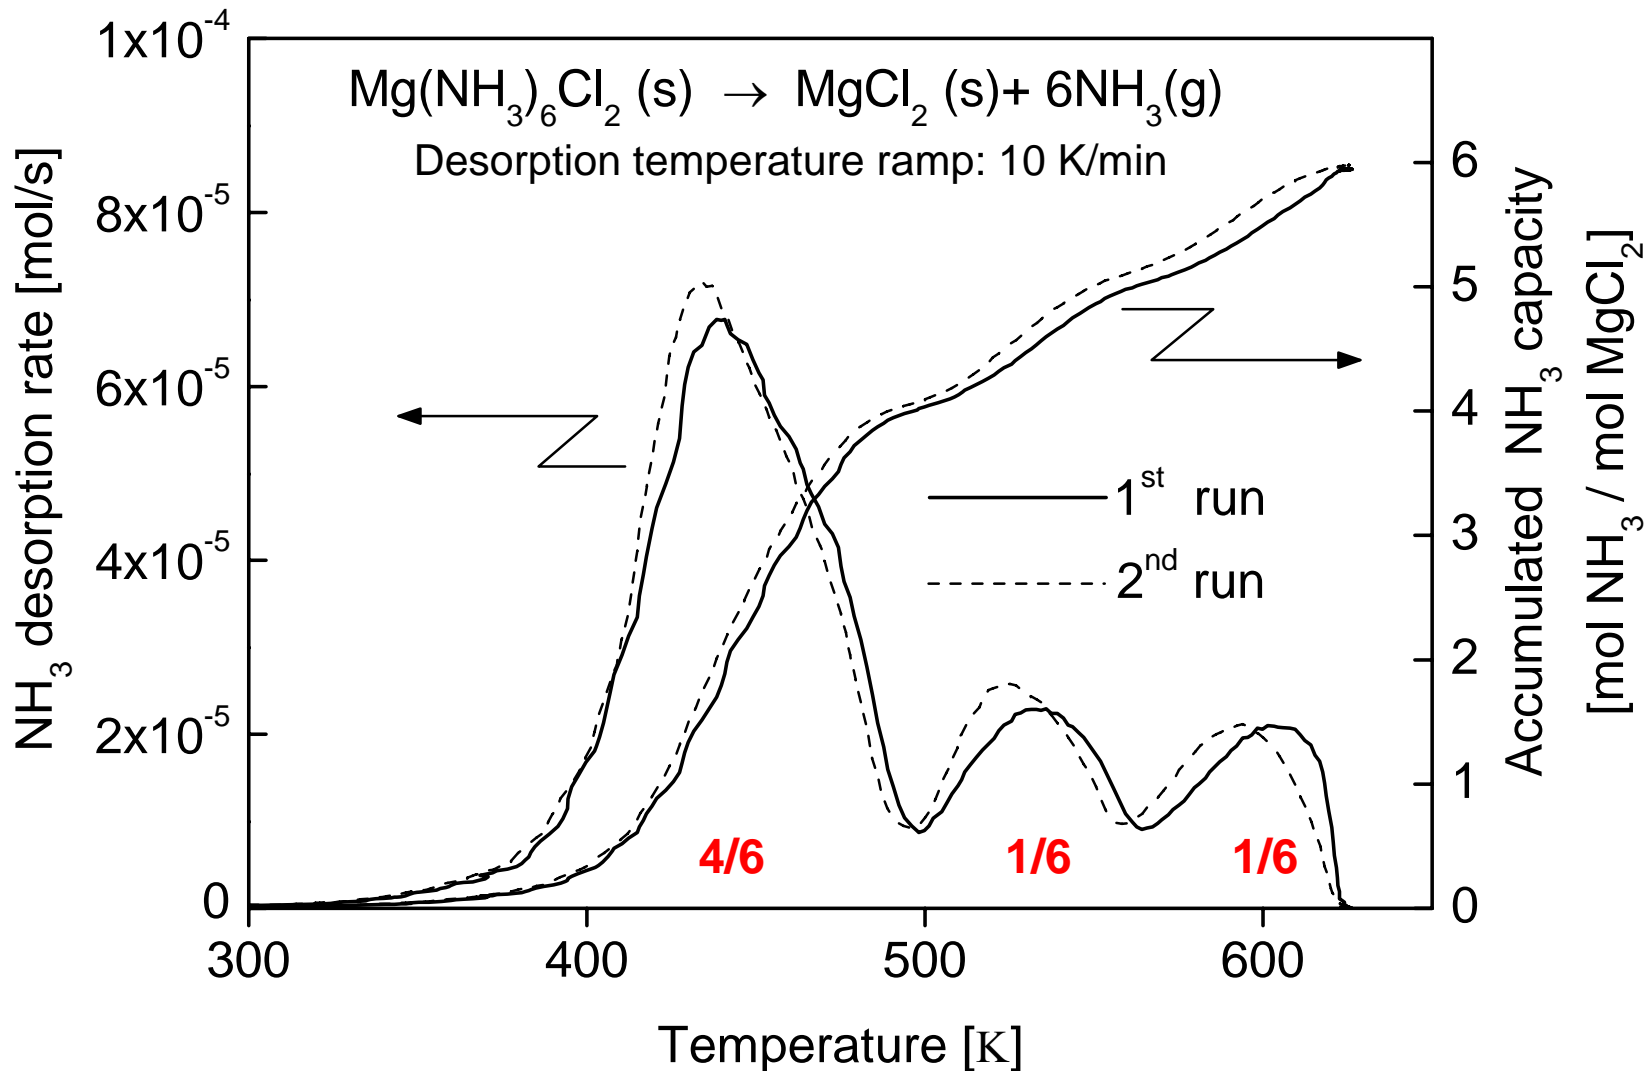 Mg(NH₃)₆Cl₂ (s) → MgCl₂ (s)+ 6NH₃(g)
Desorption temperature ramp: 10 K/min
NH₃ desorption rate [mol/s]
1x10⁻⁴
8x10⁻⁵
6x10⁻⁵
4x10⁻⁵
2x10⁻⁵
0
1ˢᵗ run
2ⁿᵈ run
4/6
1/6
1/6
6
5
4
3
2
1
0
Accumulated NH₃ capacity
[mol NH₃ / mol MgCl₂]
300
400
500
600
Temperature [K]